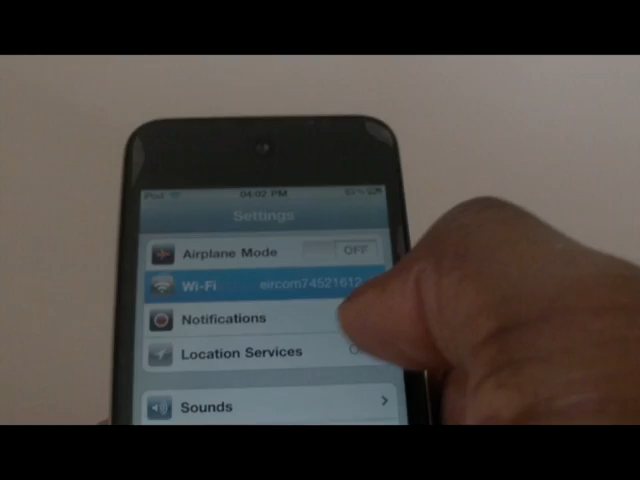 iPod 04:02 PM
Settings
Airplane Mode OFF
Wi-Fi eircom74521612
Notifications
Location Services
Sounds